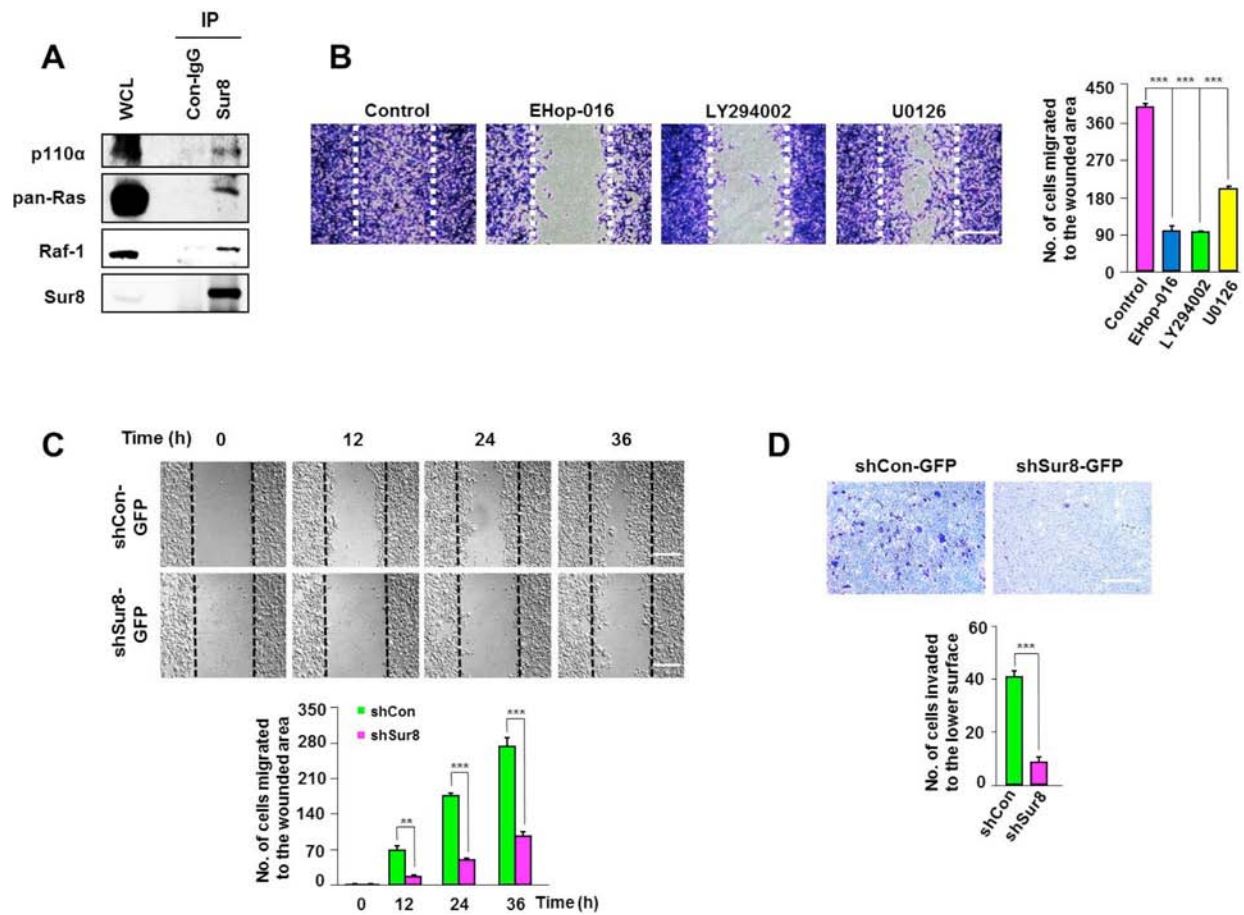 A
IP
WCL
Con-IgG
Sur8
p110α
pan-Ras
Raf-1
Sur8
B
Control
EHop-016
LY294002
U0126
No. of cells migrated
to the wounded area
450
360
270
180
90
0
*** *** ***
Control
EHop-016
LY294002
U0126
C
Time (h) 0 12 24 36
shCon-
GFP
shSur8-
GFP
No. of cells migrated
to the wounded area
350
280
210
140
70
0
shCon
shSur8
**
***
***
0 12 24 36 Time (h)
D
shCon-GFP
shSur8-GFP
No. of cells invaded
to the lower surface
60
40
20
0
***
shCon
shSur8